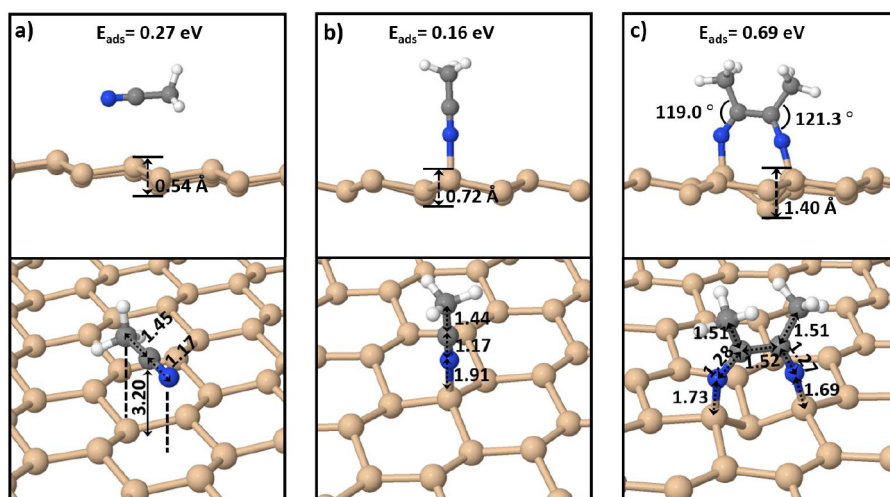 a)
E_ads= 0.27 eV
0.54 Å
1.45
1.17
3.20
b)
E_ads= 0.16 eV
0.72 Å
1.44
1.17
1.91
c)
E_ads= 0.69 eV
119.0 °
121.3 °
1.40 Å
1.51
1.51
1.28
1.52
1.27
1.73
1.69